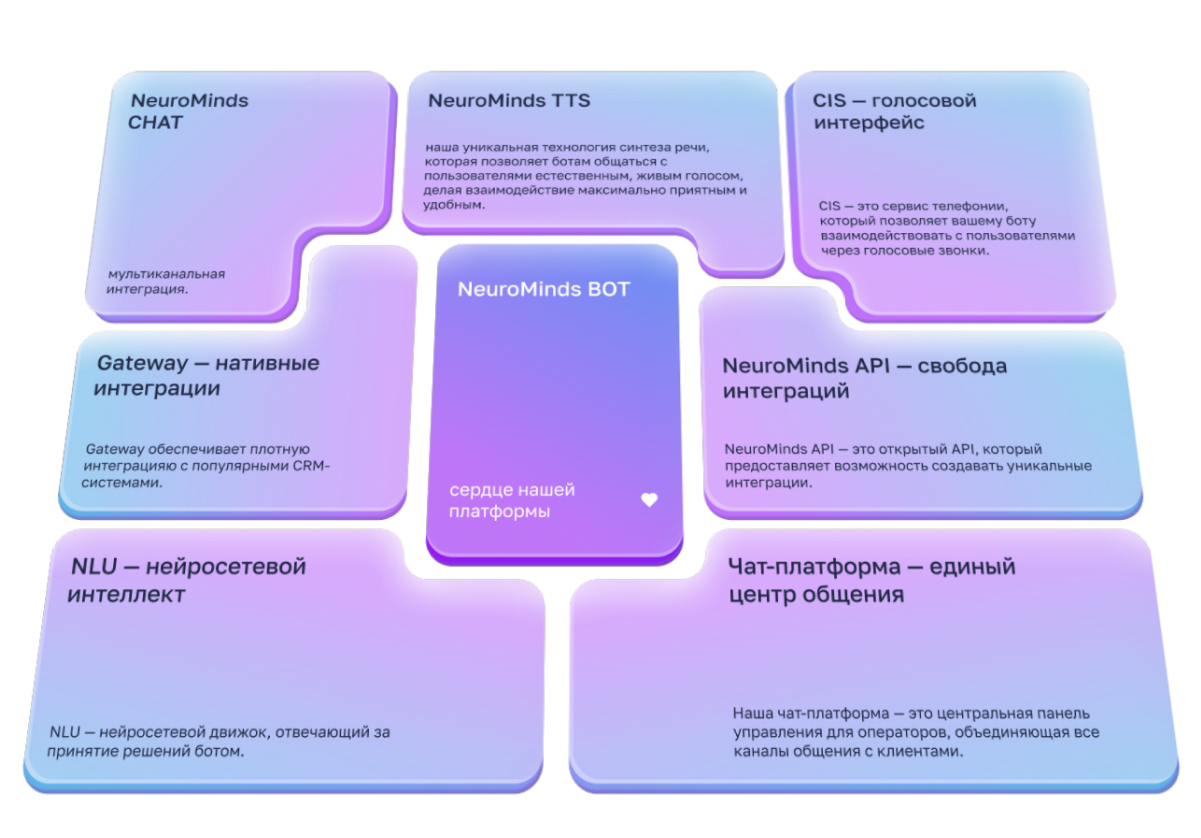 NeuroMinds
CHAT
мультиканальная
интеграция.
NeuroMinds TTS
наша уникальная технология синтеза речи,
которая позволяет ботам общаться с
пользователями естественным, живым голосом,
делая взаимодействие максимально приятным и
удобным.
CIS — голосовой
интерфейс
CIS — это сервис телефонии,
который позволяет вашему боту
взаимодействовать с пользователями
через голосовые звонки.
Gateway — нативные
интеграции
Gateway обеспечивает плотную
интеграцияю с популярными CRM-
системами.
NeuroMinds BOT
сердце нашей
платформы
NeuroMinds API — свобода
интеграций
NeuroMinds API — это открытый API, который
предоставляет возможность создавать уникальные
интеграции.
NLU — нейросетевой
интеллект
NLU — нейросетевой движок, отвечающий за
принятие решений ботом.
Чат-платформа — единый
центр общения
Наша чат-платформа — это центральная панель
управления для операторов, объединяющая все
каналы общения с клиентами.